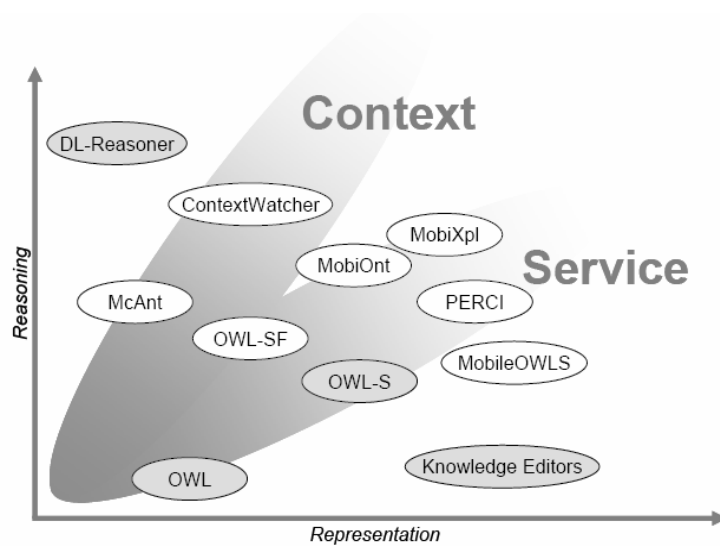 Context
DL-Reasoner
ContextWatcher
MobiXpl
MobiOnt
Service
McAnt
PERCI
OWL-SF
MobileOWLS
OWL-S
Knowledge Editors
OWL
Reasoning
Representation